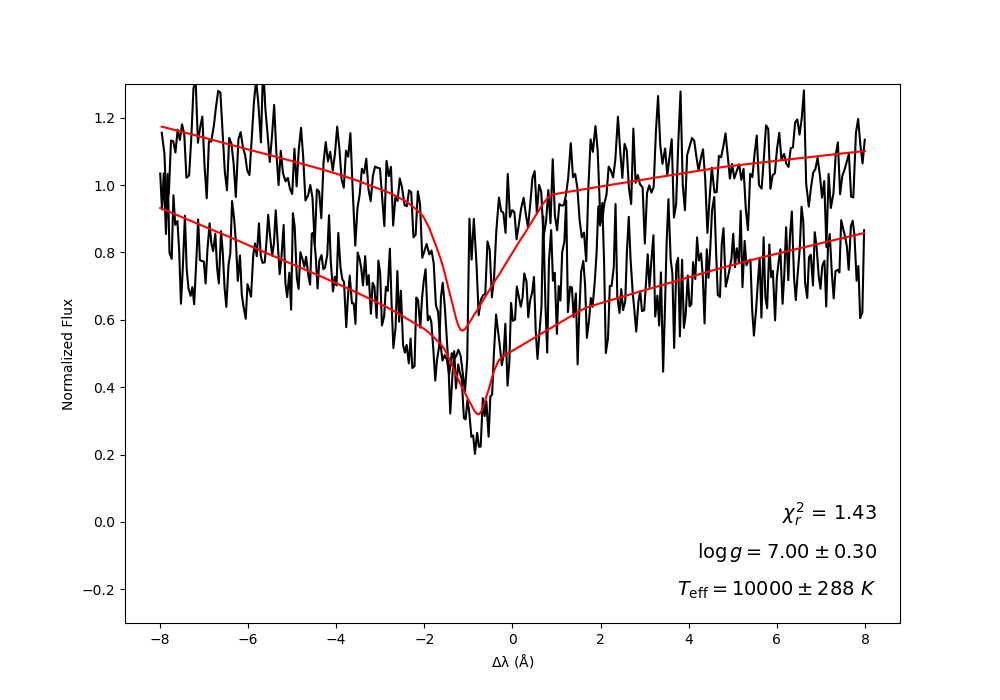 1.2
1.0
0.8
0.6
0.4
0.2
0.0
−0.2
Normalized Flux
χ²ᵣ = 1.43
log g = 7.00 ± 0.30
T_eff = 10000 ± 288 K
−8 −6 −4 −2 0 2 4 6 8
Δλ (Å)